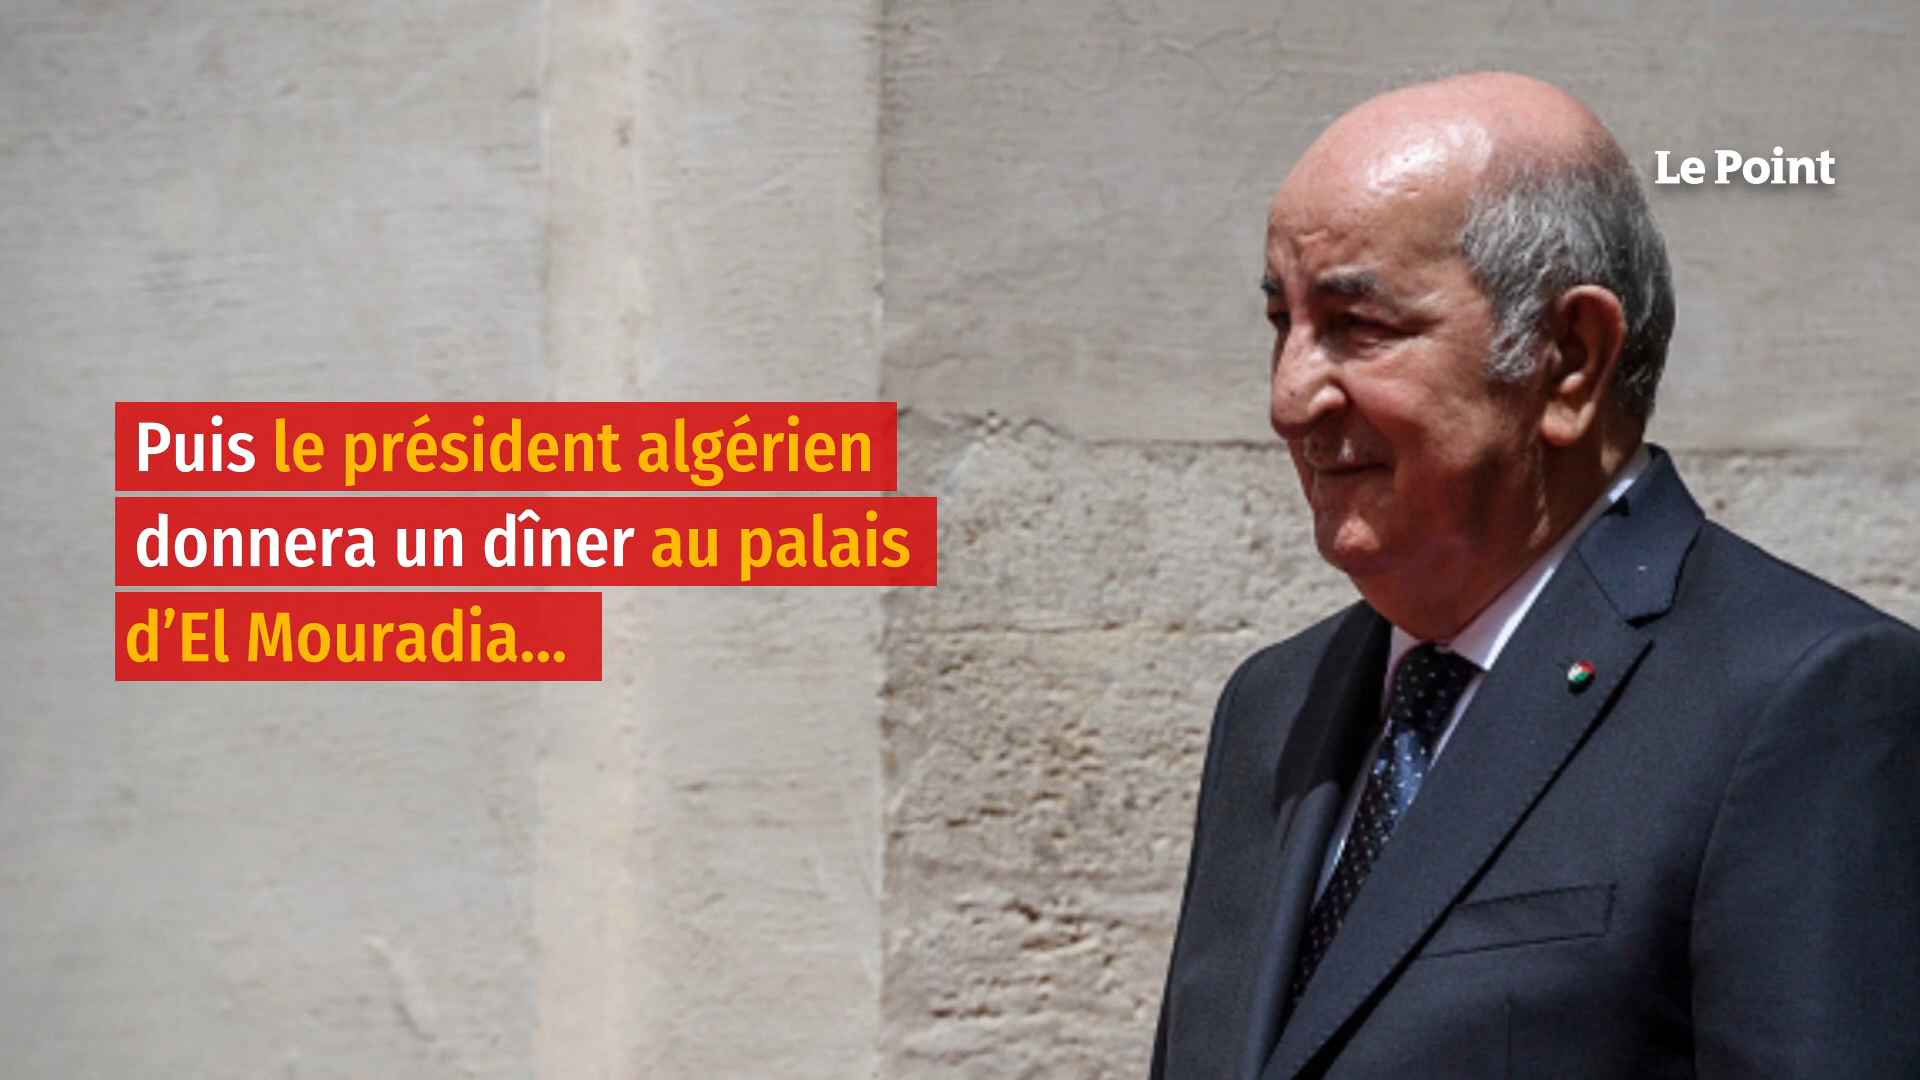 Le Point
Puis le président algérien
donnera un dîner au palais
d’El Mouradia...